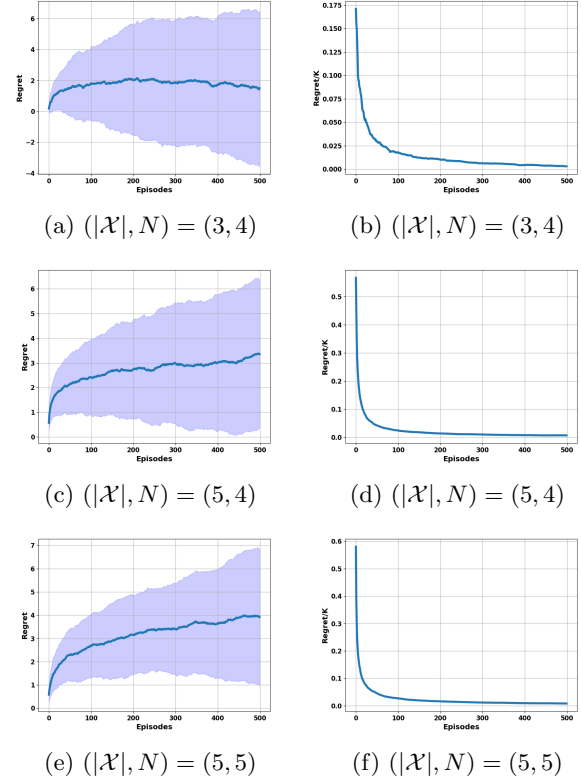 6
4
2
0
−2
−4
Regret
0 100 200 300 400 500
Episodes
0.175
0.150
0.125
0.100
0.075
0.050
0.025
0.000
Regret/K
0 100 200 300 400 500
Episodes
(a) (|𝒳|, N) = (3, 4)
(b) (|𝒳|, N) = (3, 4)
6
5
4
3
2
1
0
Regret
0 100 200 300 400 500
Episodes
0.5
0.4
0.3
0.2
0.1
0.0
Regret/K
0 100 200 300 400 500
Episodes
(c) (|𝒳|, N) = (5, 4)
(d) (|𝒳|, N) = (5, 4)
7
6
5
4
3
2
1
0
Regret
0 100 200 300 400 500
Episodes
0.6
0.5
0.4
0.3
0.2
0.1
0.0
Regret/K
0 100 200 300 400 500
Episodes
(e) (|𝒳|, N) = (5, 5)
(f) (|𝒳|, N) = (5, 5)